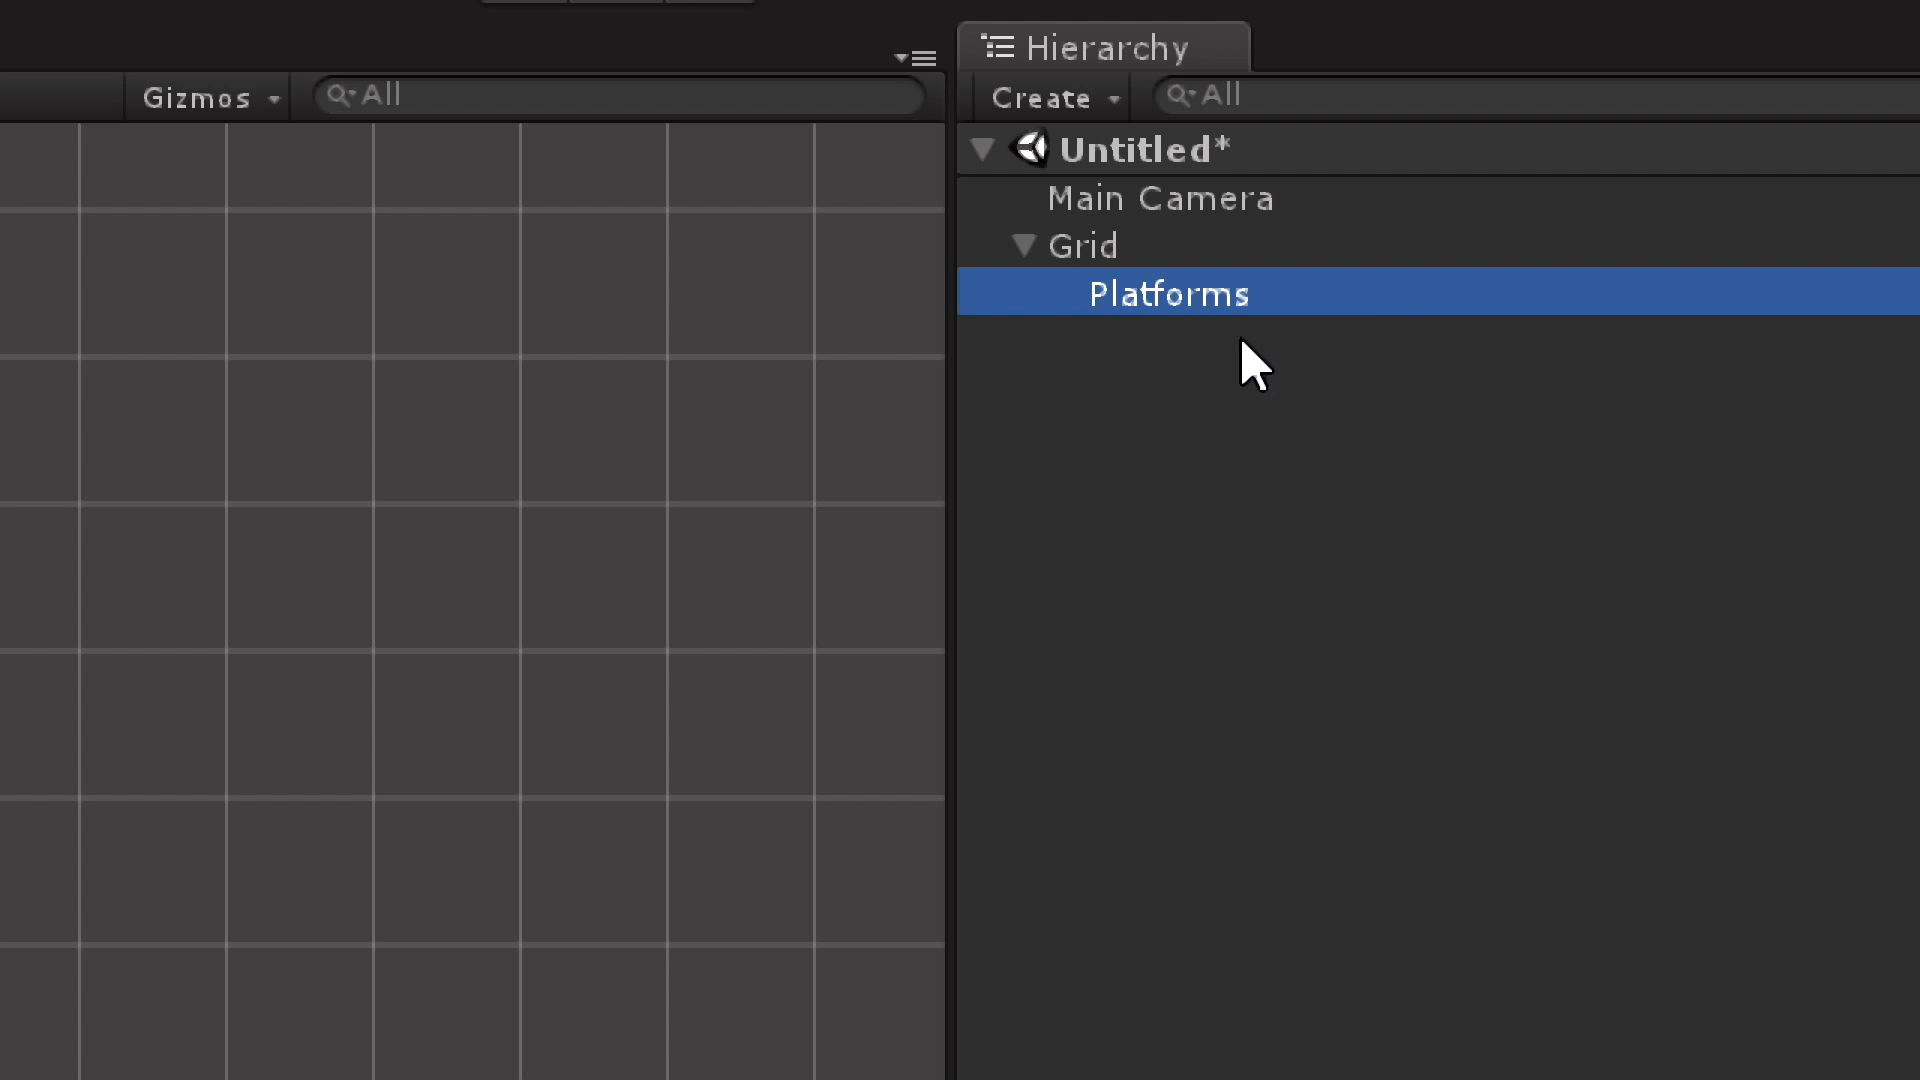 Hierarchy
Gizmos
All
Create
All
Untitled*
Main Camera
Grid
Platforms